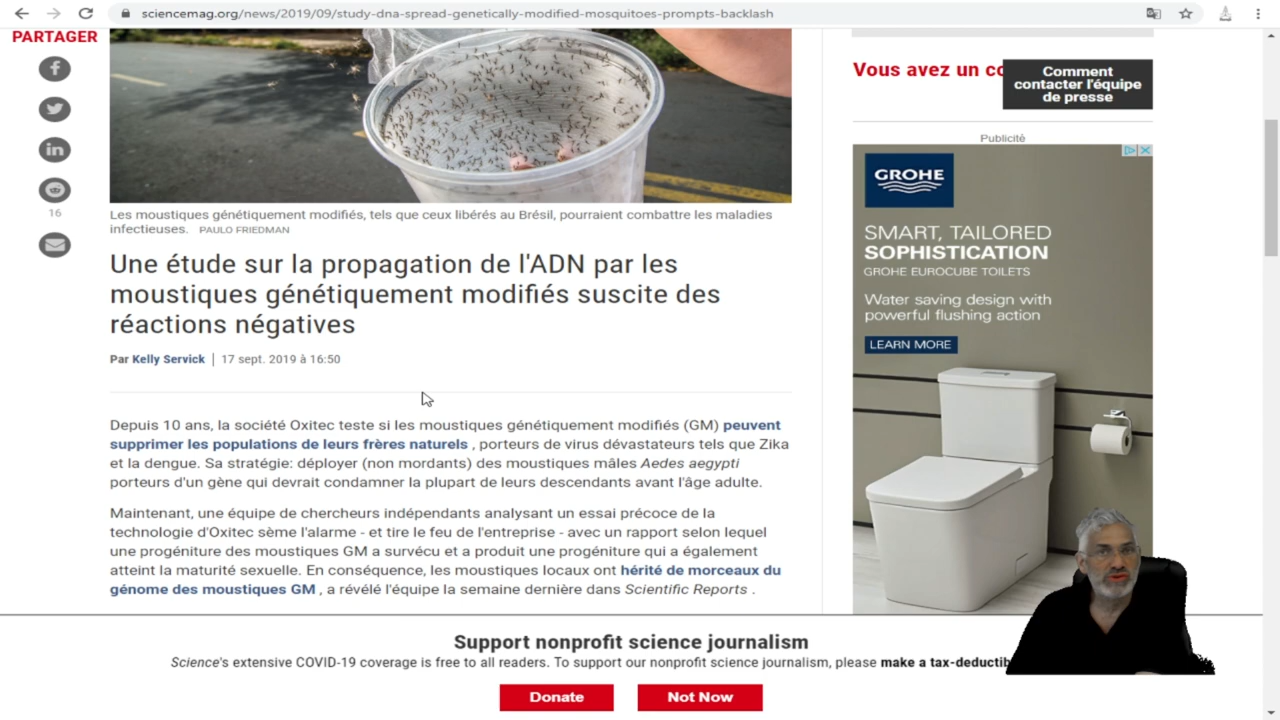 sciencemag.org/news/2019/09/study-dna-spread-genetically-modified-mosquitoes-prompts-backlash
PARTAGER
16
Les moustiques génétiquement modifiés, tels que ceux libérés au Brésil, pourraient combattre les maladies
infectieuses. PAULO FRIEDMAN
Une étude sur la propagation de l'ADN par les
moustiques génétiquement modifiés suscite des
réactions négatives
Par Kelly Servick | 17 sept. 2019 à 16:50
Depuis 10 ans, la société Oxitec teste si les moustiques génétiquement modifiés (GM) peuvent
supprimer les populations de leurs frères naturels , porteurs de virus dévastateurs tels que Zika
et la dengue. Sa stratégie: déployer (non mordants) des moustiques mâles Aedes aegypti
porteurs d'un gène qui devrait condamner la plupart de leurs descendants avant l'âge adulte.
Maintenant, une équipe de chercheurs indépendants analysant un essai précoce de la
technologie d'Oxitec sème l'alarme - et tire le feu de l'entreprise - avec un rapport selon lequel
une progéniture des moustiques GM a survécu et a produit une progéniture qui a également
atteint la maturité sexuelle. En conséquence, les moustiques locaux ont hérité de morceaux du
génome des moustiques GM , a révélé l'équipe la semaine dernière dans Scientific Reports .
Vous avez un
Comment
contacter l'équipe
de presse
Publicité
GROHE
SMART, TAILORED
SOPHISTICATION
GROHE EUROCUBE TOILETS
Water saving design with
powerful flushing action
LEARN MORE
Support nonprofit science journalism
Science's extensive COVID-19 coverage is free to all readers. To support our nonprofit science journalism, please make a
Donate
Not Now